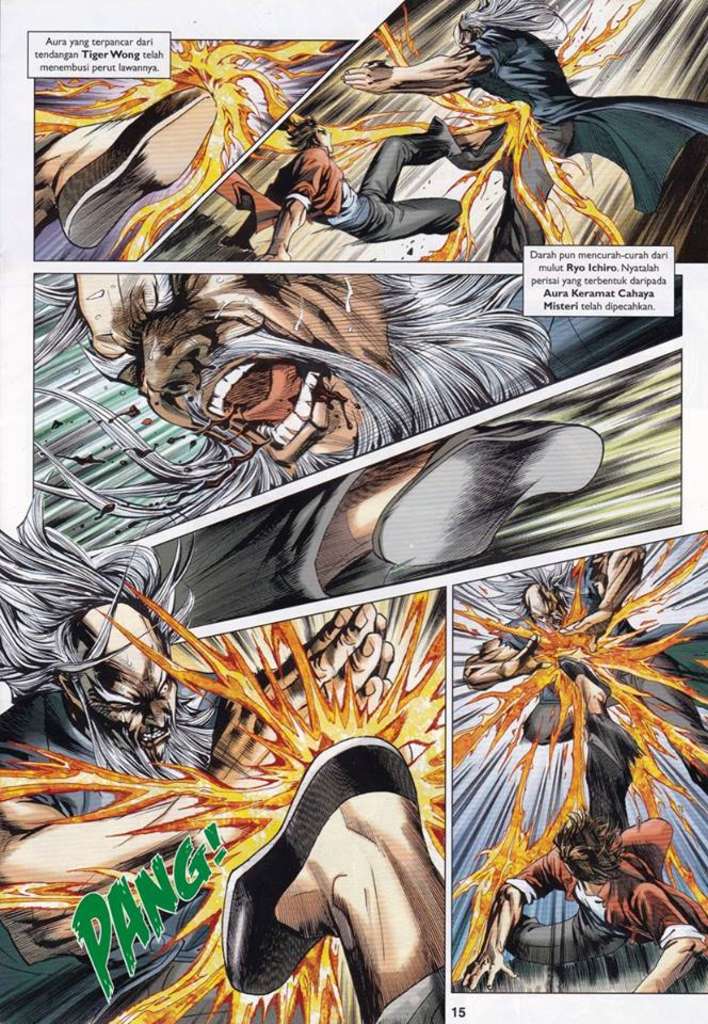 Aura yang terpancar dari
tendangan Tiger Wong telah
menembusi perut lawannya.
Darah pun mencurah-curah dari
mulut Ryo Ichiro. Nyatalah
perisai yang terbentuk daripada
Aura Keramat Cahaya
Misteri telah dipecahkan.
PANG!
15